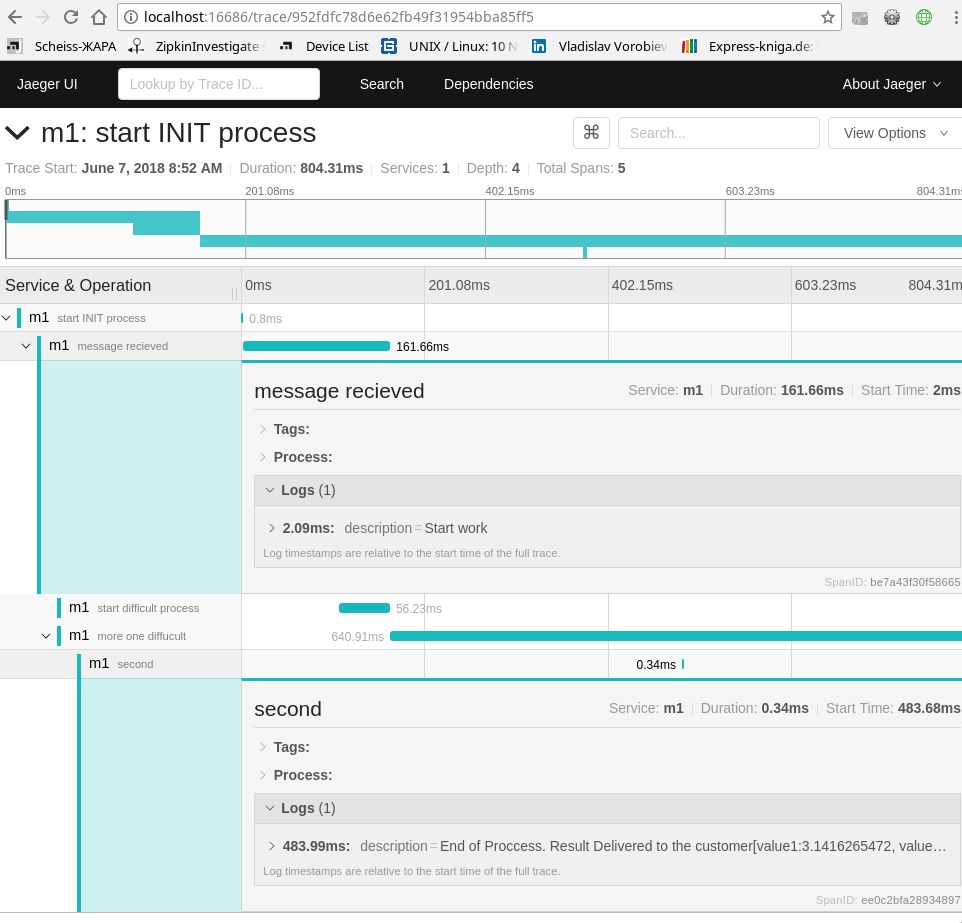 localhost:16686/trace/952fdfc78d6e62fb49f31954bba85ff5
Scheiss-ЖАРА ZipkinInvestigate Device List UNIX / Linux: 10 Vladislav Vorobiev Express-kniga.de:
Jaeger UI Lookup by Trace ID... Search Dependencies About Jaeger
m1: start INIT process ⌘ Search... View Options
Trace Start: June 7, 2018 8:52 AM Duration: 804.31ms Services: 1 Depth: 4 Total Spans: 5
0ms 201.08ms 402.15ms 603.23ms 804.31ms
Service & Operation 0ms 201.08ms 402.15ms 603.23ms 804.31m
m1 start INIT process 0.8ms
m1 message recieved 161.66ms
message recieved Service: m1 Duration: 161.66ms Start Time: 2ms
Tags:
Process:
Logs (1)
2.09ms: description=Start work
Log timestamps are relative to the start time of the full trace.
SpanID: be7a43f30f58665
m1 start difficult process 56.23ms
m1 more one diffucult 640.91ms
m1 second 0.34ms
second Service: m1 Duration: 0.34ms Start Time: 483.68ms
Tags:
Process:
Logs (1)
483.99ms: description=End of Proccess. Result Delivered to the customer[value1:3.1416265472, value…
Log timestamps are relative to the start time of the full trace.
SpanID: ee0c2bfa28934897